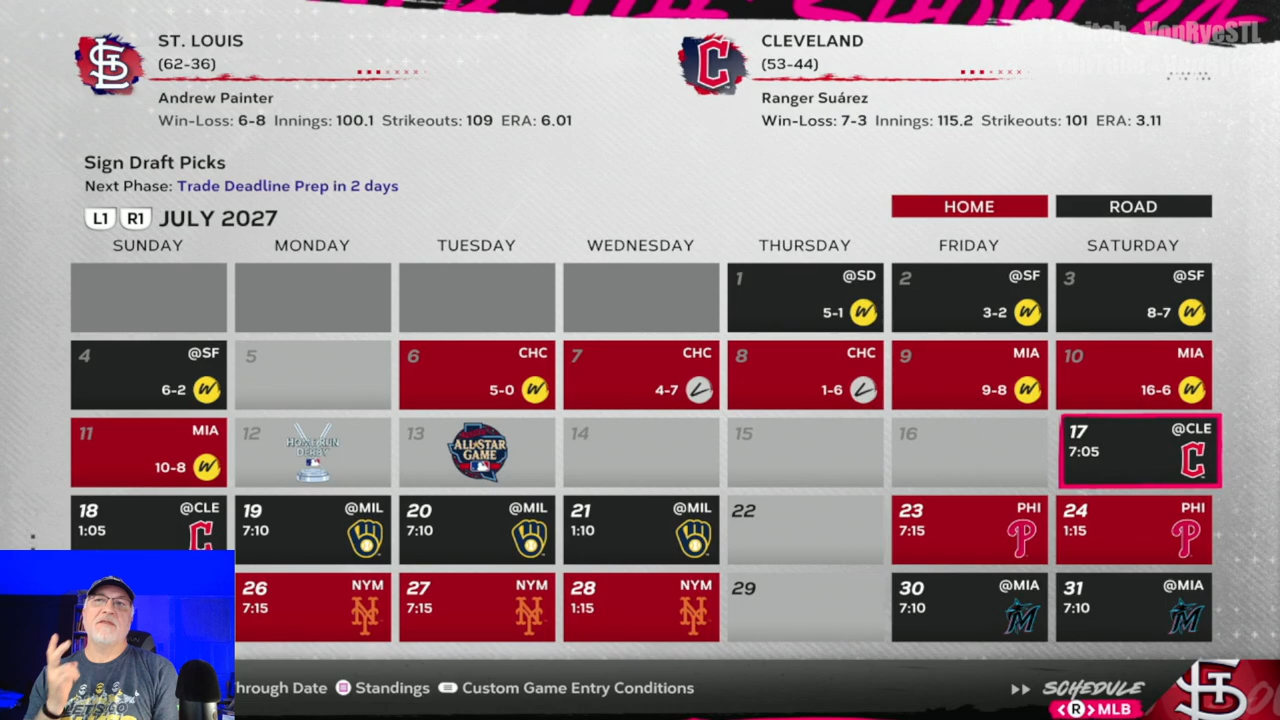 THE SHOW 24
VonRyeSTL
ST. LOUIS
(62-36)
Andrew Painter
Win-Loss: 6-8 Innings: 100.1 Strikeouts: 109 ERA: 6.01
CLEVELAND
(53-44)
Ranger Suárez
Win-Loss: 7-3 Innings: 115.2 Strikeouts: 101 ERA: 3.11
Sign Draft Picks
Next Phase: Trade Deadline Prep in 2 days
L1 R1 JULY 2027
HOME ROAD
SUNDAY MONDAY TUESDAY WEDNESDAY THURSDAY FRIDAY SATURDAY
1 @SD 2 @SF 3 @SF
5-1 W 3-2 W 8-7 W
4 @SF 5 6 CHC 7 CHC 8 CHC 9 MIA 10 MIA
6-2 W 5-0 W 4-7 L 1-6 L 9-8 W 16-6 W
11 MIA 12 HOME RUN DERBY 13 ALL-STAR GAME 14 15 16 17 @CLE
10-8 W 7:05
18 @CLE 19 @MIL 20 @MIL 21 @MIL 22 23 PHI 24 PHI
1:05 7:10 7:10 1:10 7:15 1:15
26 NYM 27 NYM 28 NYM 29 30 @MIA 31 @MIA
7:15 7:15 1:15 7:10 7:10
LET'S GO
hrough Date Standings Custom Game Entry Conditions
SCHEDULE
< R > MLB